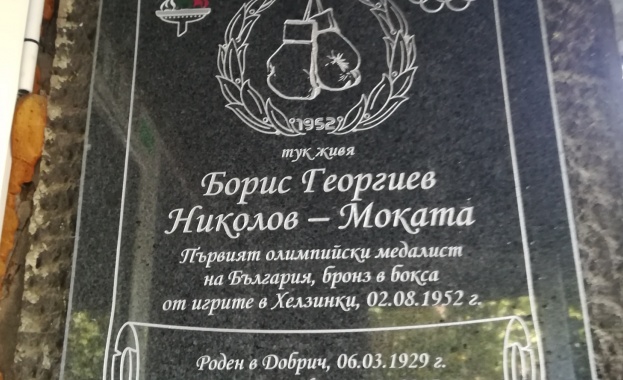 1952
тук живя
Борис Георгиев
Николов – Моката
Първият олимпийски медалист
на България, бронз в бокса
от игрите в Хелзинки, 02.08.1952 г.
Роден в Добрич, 06.03.1929 г.